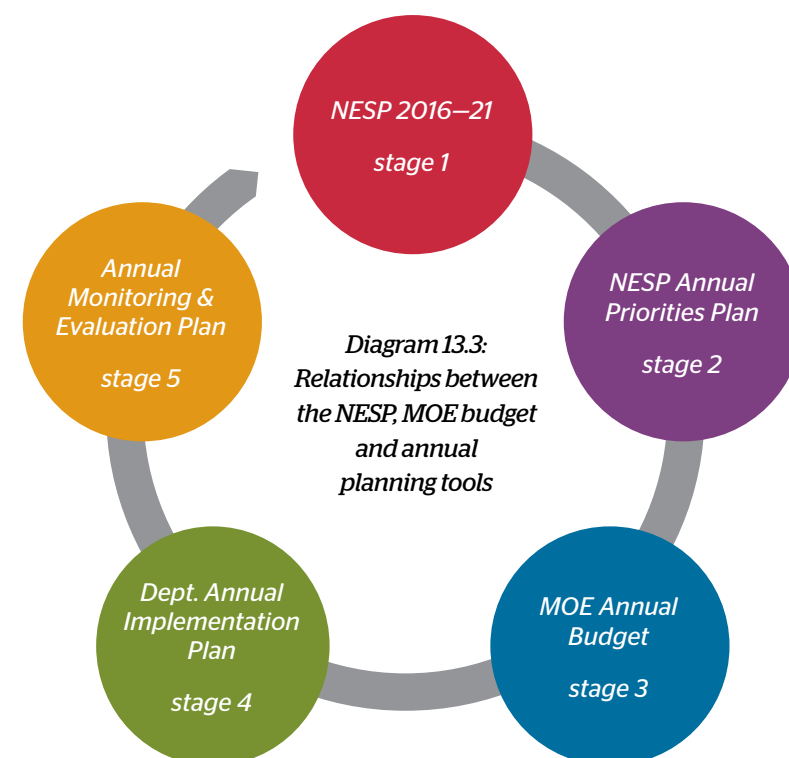 NESP 2016–21
stage 1
NESP Annual
Priorities Plan
stage 2
MOE Annual
Budget
stage 3
Dept. Annual
Implementation
Plan
stage 4
Annual
Monitoring &
Evaluation Plan
stage 5
Diagram 13.3:
Relationships between
the NESP, MOE budget
and annual
planning tools